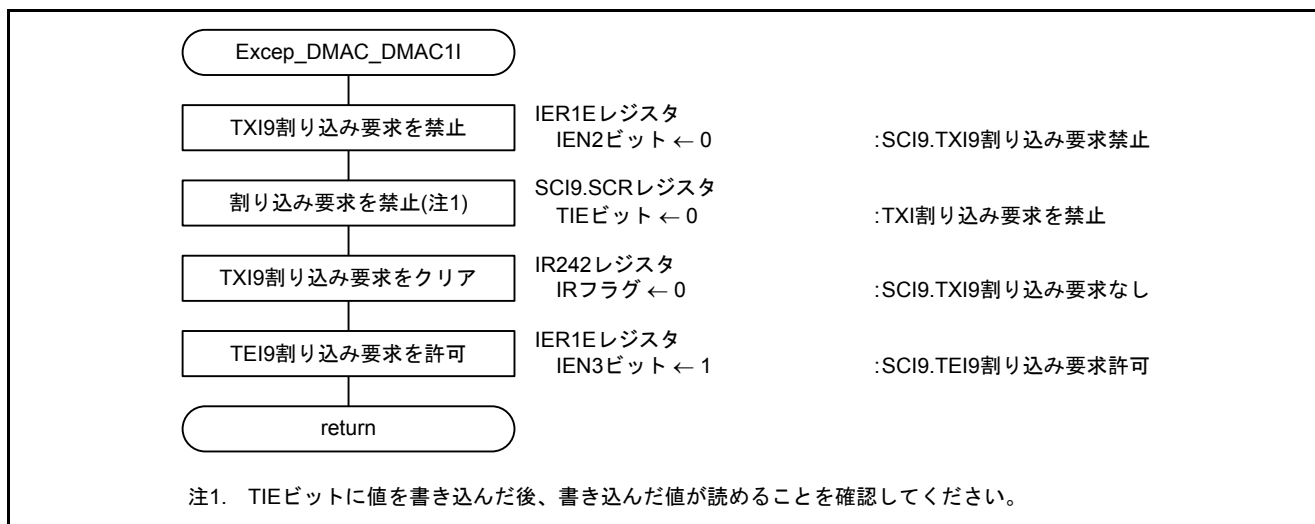 Excep_DMAC_DMAC1I
TXI9割り込み要求を禁止
IER1Eレジスタ
IEN2ビット ← 0 :SCI9.TXI9割り込み要求禁止
割り込み要求を禁止(注1)
SCI9.SCRレジスタ
TIEビット ← 0 :TXI割り込み要求を禁止
TXI9割り込み要求をクリア
IR242レジスタ
IRフラグ ← 0 :SCI9.TXI9割り込み要求なし
TEI9割り込み要求を許可
IER1Eレジスタ
IEN3ビット ← 1 :SCI9.TEI9割り込み要求許可
return
注1. TIEビットに値を書き込んだ後、書き込んだ値が読めることを確認してください。